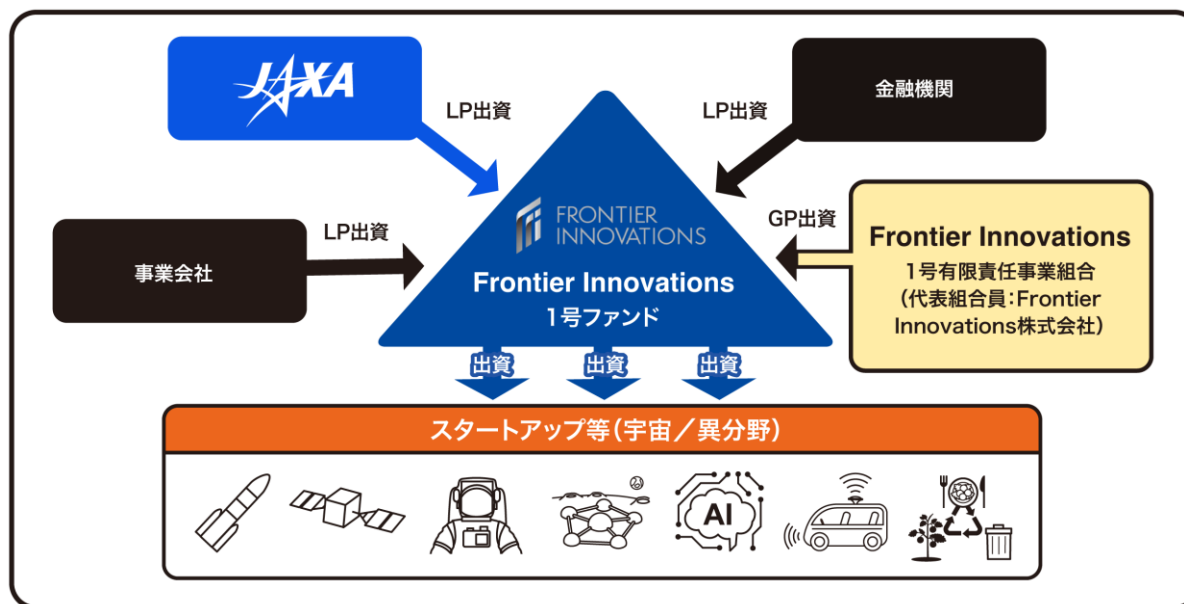 JAXA
LP出資
LP出資
金融機関
事業会社
LP出資
FRONTIER
INNOVATIONS
Frontier Innovations
1号ファンド
GP出資
Frontier Innovations
1号有限責任事業組合
（代表組合員：Frontier
Innovations株式会社）
出資
出資
出資
スタートアップ等（宇宙／異分野）
AI